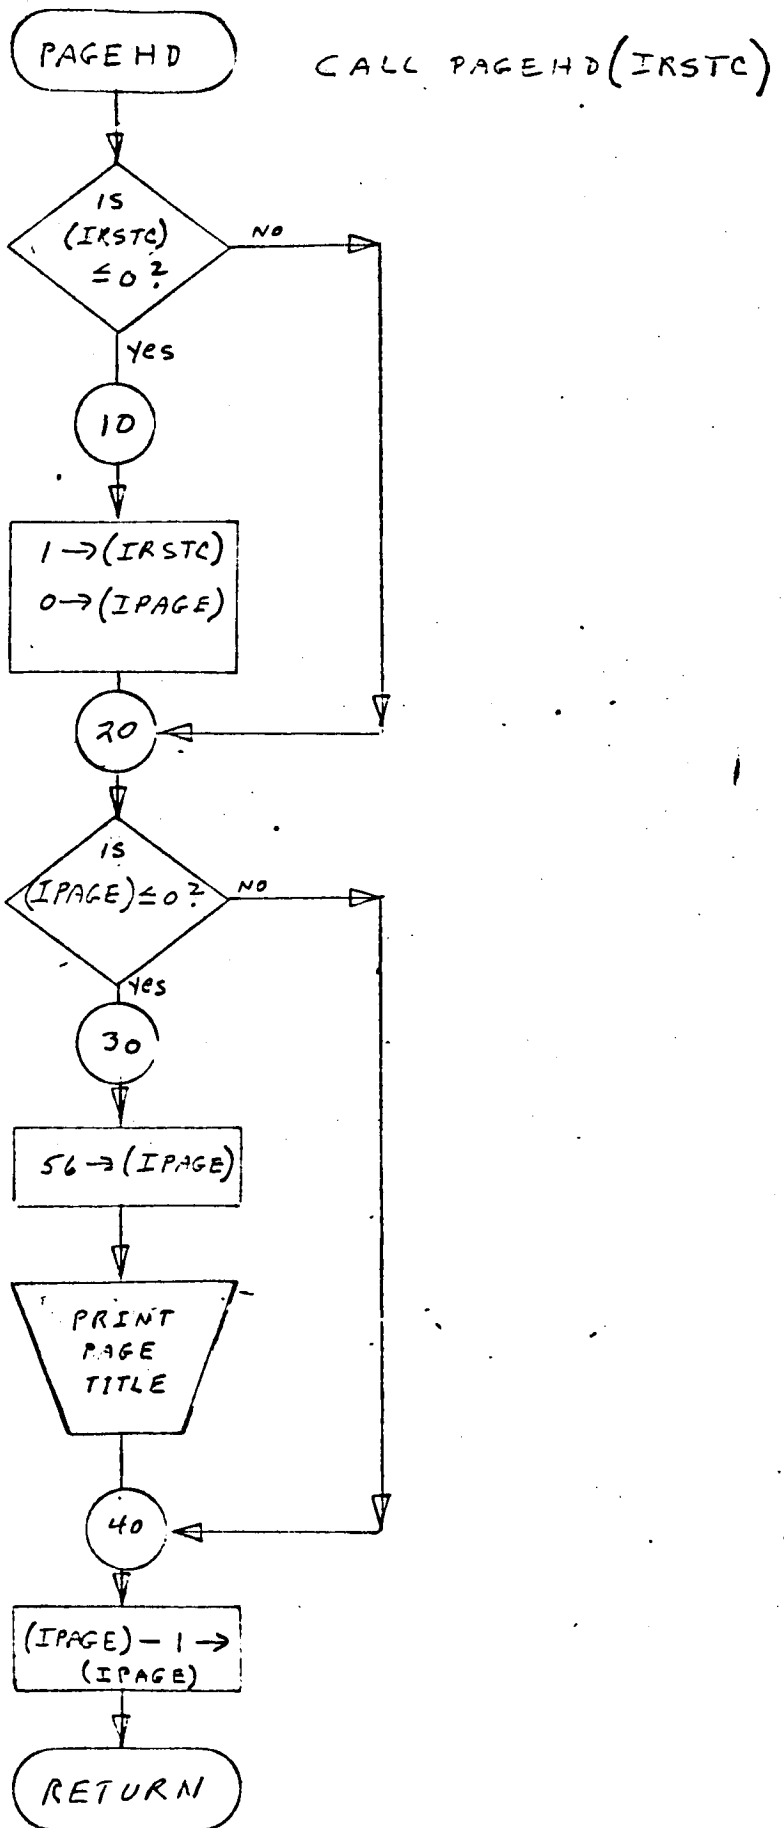 PAGEHD
CALL PAGEHD(IRSTC)
IS
(IRSTC)
≤0?
NO
yes
10
1→(IRSTC)
0→(IPAGE)
20
IS
(IPAGE)≤0?
NO
yes
30
56→(IPAGE)
PRINT
PAGE
TITLE
40
(IPAGE)-1→
(IPAGE)
RETURN